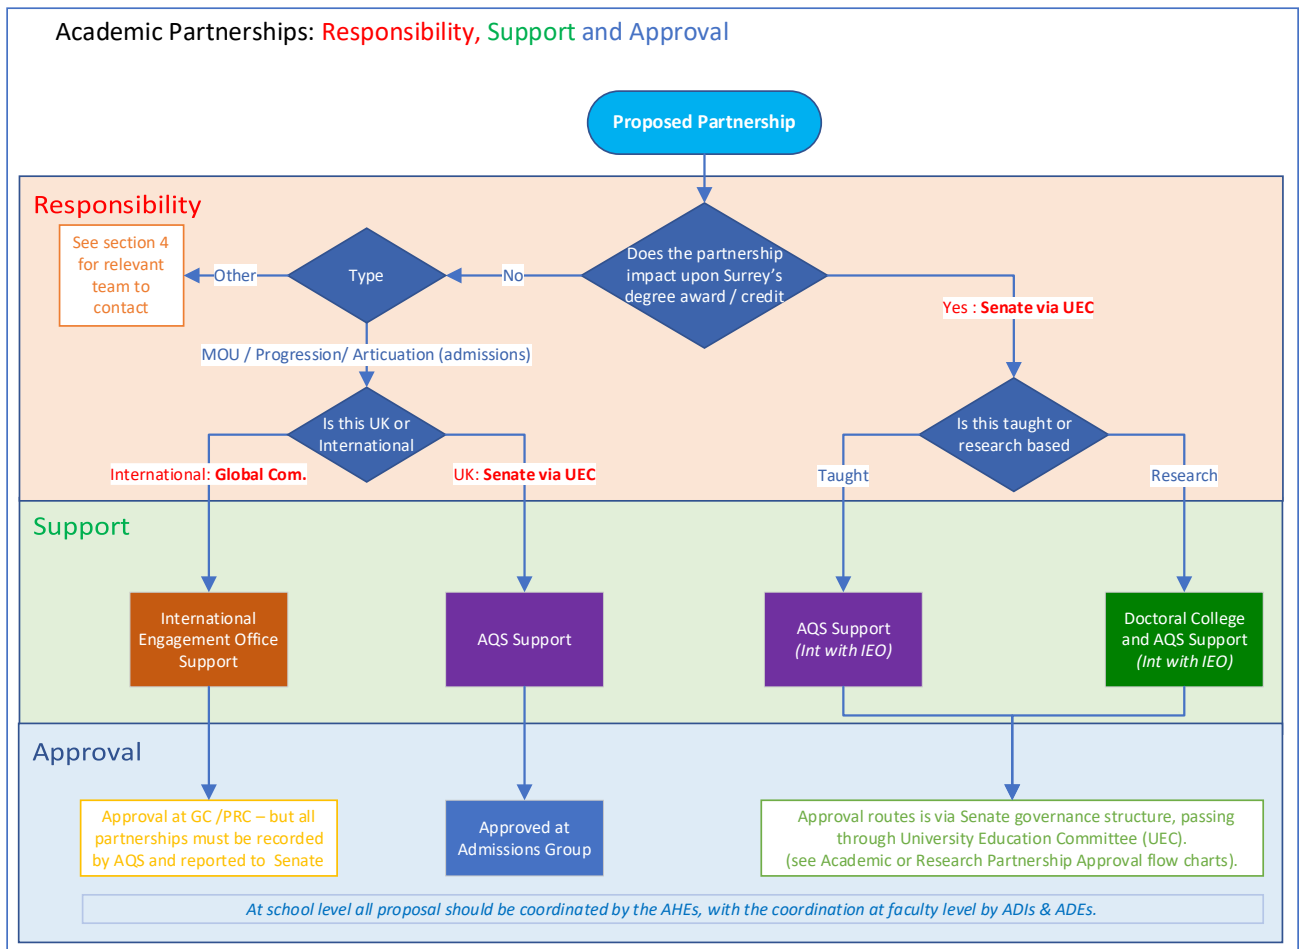 Academic Partnerships: Responsibility, Support and Approval
Proposed Partnership
Responsibility
See section 4
for relevant
team to
contact
Other
Type
No
Does the partnership
impact upon Surrey's
degree award / credit
Yes : Senate via UEC
MOU / Progression/ Articuation (admissions)
Is this UK or
International
International: Global Com.
UK: Senate via UEC
Is this taught or
research based
Taught
Research
Support
International
Engagement Office
Support
AQS Support
AQS Support
(Int with IEO)
Doctoral College
and AQS Support
(Int with IEO)
Approval
Approval at GC /PRC – but all
partnerships must be recorded
by AQS and reported to Senate
Approved at
Admissions Group
Approval routes is via Senate governance structure, passing
through University Education Committee (UEC).
(see Academic or Research Partnership Approval flow charts).
At school level all proposal should be coordinated by the AHEs, with the coordination at faculty level by ADIs & ADEs.